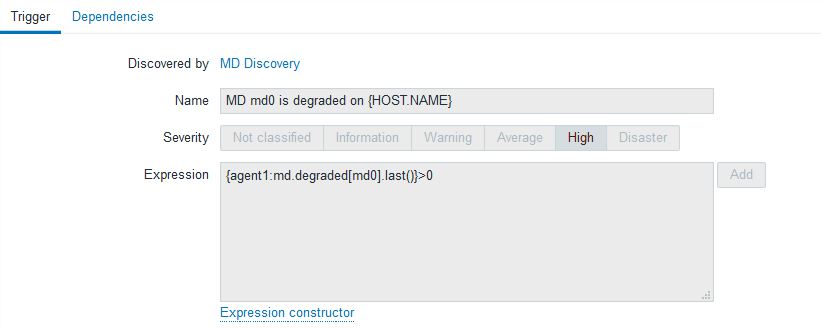 Trigger Dependencies
Discovered by MD Discovery
Name MD md0 is degraded on {HOST.NAME}
Severity Not classified Information Warning Average High Disaster
Expression {agent1:md.degraded[md0].last()}>0 Add
Expression constructor